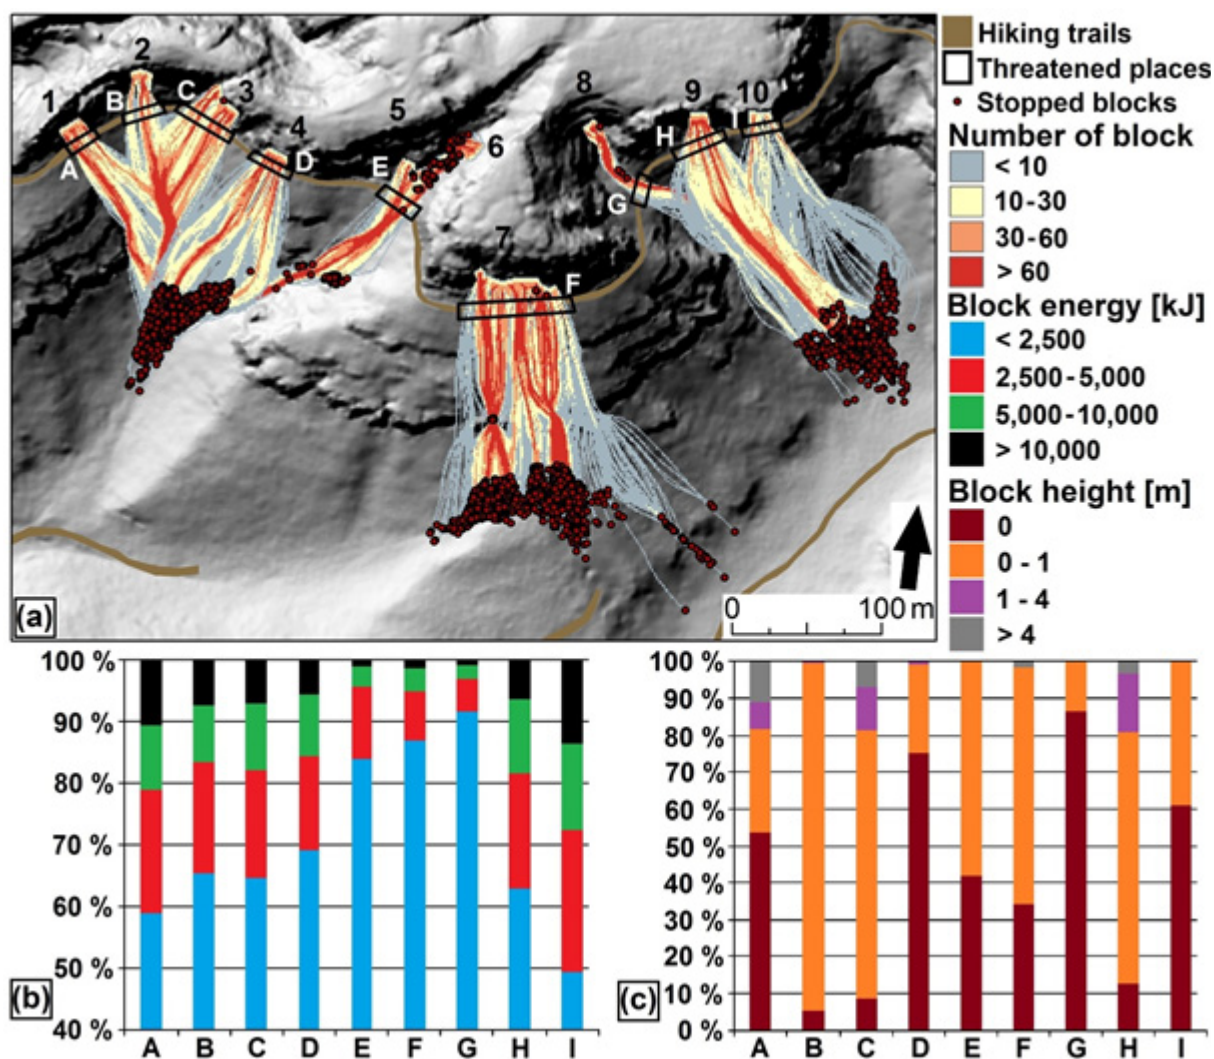 1
2
3
4
5
6
7
8
9
10
A
B
C
D
E
F
G
H
I
(a)
0
100 m
Hiking trails
Threatened places
Stopped blocks
Number of block
< 10
10-30
30-60
> 60
Block energy [kJ]
< 2,500
2,500-5,000
5,000-10,000
> 10,000
Block height [m]
0
0 - 1
1 - 4
> 4
100 %
90 %
80 %
70 %
60 %
50 %
40 %
(b)
A B C D E F G H I
100 %
90 %
80 %
70 %
60 %
50 %
40 %
30 %
20 %
10 %
0 %
(c)
A B C D E F G H I